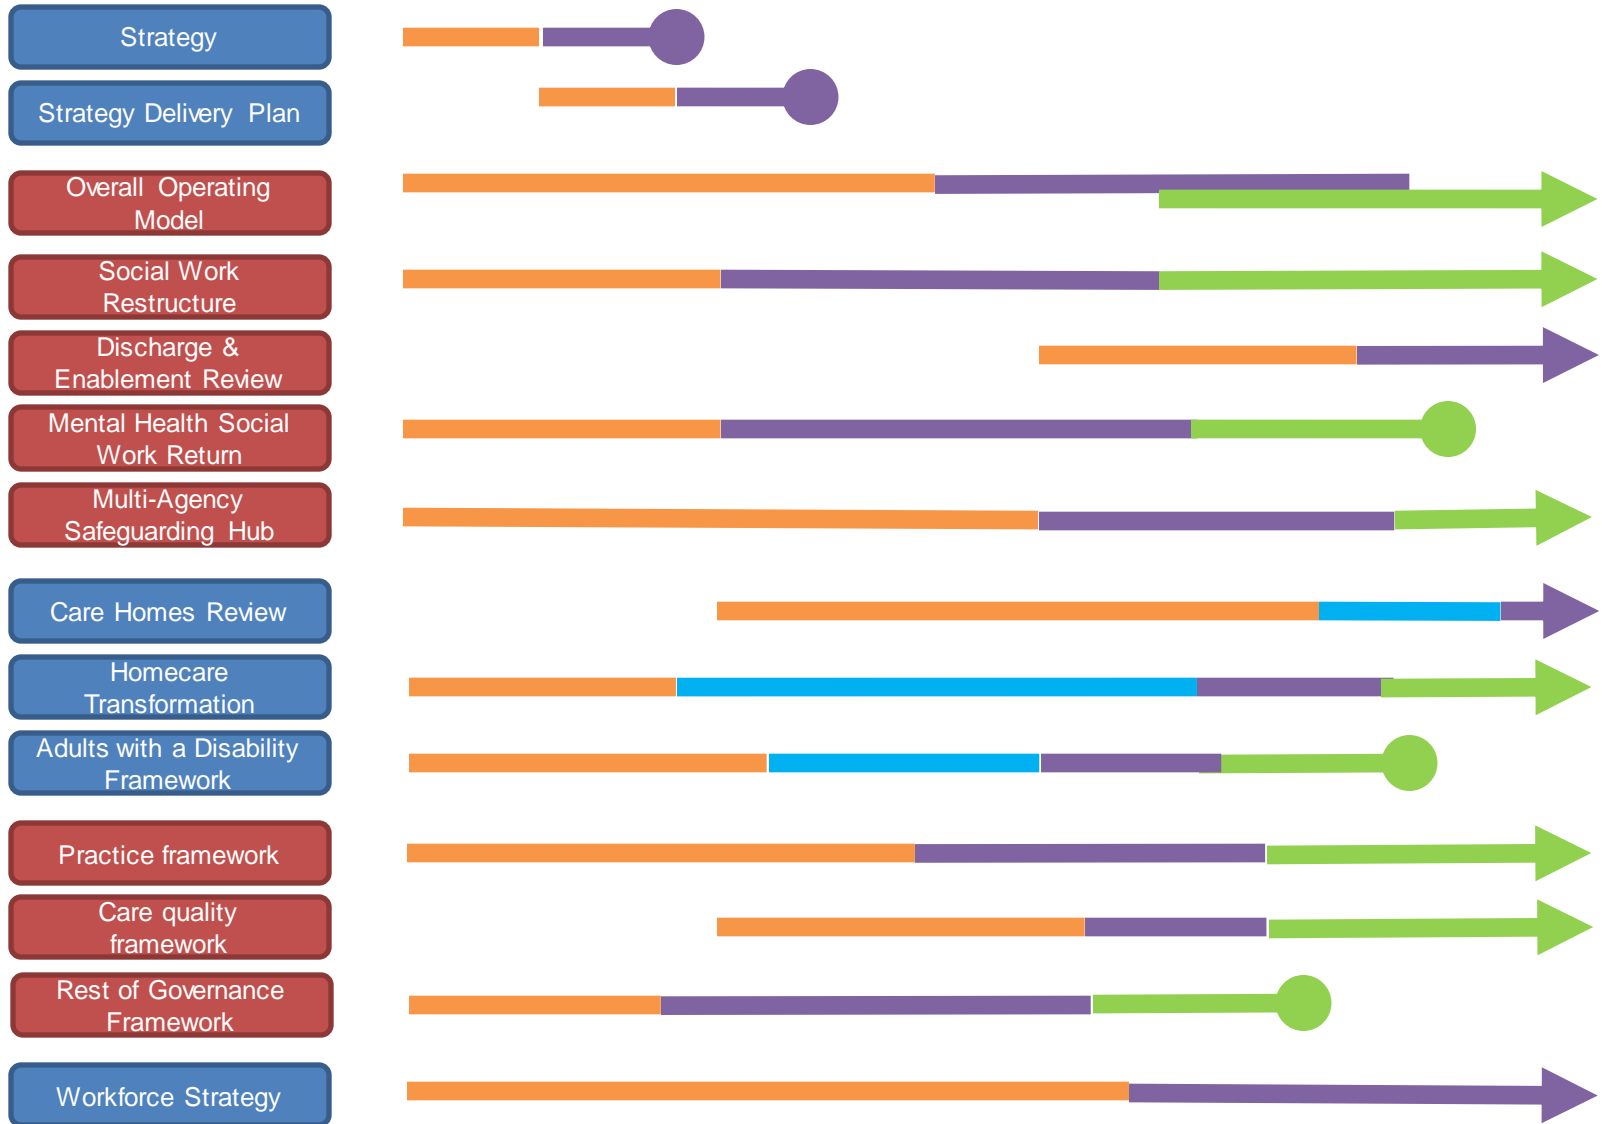 Strategy
Strategy Delivery Plan
Overall Operating
Model
Social Work
Restructure
Discharge &
Enablement Review
Mental Health Social
Work Return
Multi-Agency
Safeguarding Hub
Care Homes Review
Homecare
Transformation
Adults with a Disability
Framework
Practice framework
Care quality
framework
Rest of Governance
Framework
Workforce Strategy